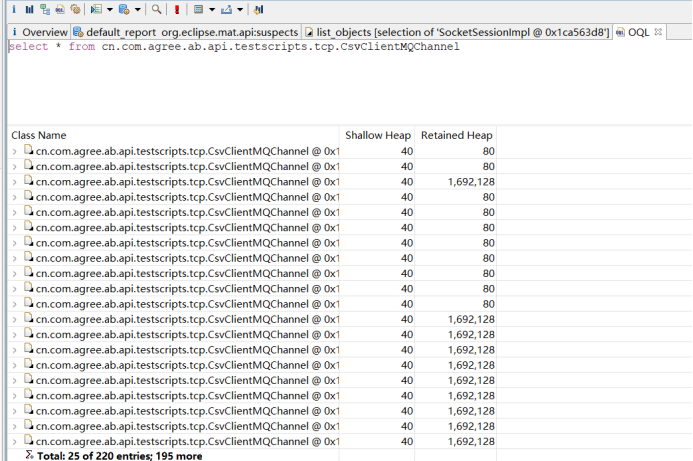 Overview default_report org.eclipse.mat.api:suspects list_objects [selection of 'SocketSessionImpl @ 0x1ca563d8'] OQL
select * from cn.com.agree.ab.api.testscripts.tcp.CsvClientMQChannel
Class Name Shallow Heap Retained Heap
cn.com.agree.ab.api.testscripts.tcp.CsvClientMQChannel @ 0x1 40 80
cn.com.agree.ab.api.testscripts.tcp.CsvClientMQChannel @ 0x1 40 80
cn.com.agree.ab.api.testscripts.tcp.CsvClientMQChannel @ 0x1 40 1,692,128
cn.com.agree.ab.api.testscripts.tcp.CsvClientMQChannel @ 0x1 40 80
cn.com.agree.ab.api.testscripts.tcp.CsvClientMQChannel @ 0x1 40 80
cn.com.agree.ab.api.testscripts.tcp.CsvClientMQChannel @ 0x1 40 80
cn.com.agree.ab.api.testscripts.tcp.CsvClientMQChannel @ 0x1 40 80
cn.com.agree.ab.api.testscripts.tcp.CsvClientMQChannel @ 0x1 40 80
cn.com.agree.ab.api.testscripts.tcp.CsvClientMQChannel @ 0x1 40 80
cn.com.agree.ab.api.testscripts.tcp.CsvClientMQChannel @ 0x1 40 80
cn.com.agree.ab.api.testscripts.tcp.CsvClientMQChannel @ 0x1 40 80
cn.com.agree.ab.api.testscripts.tcp.CsvClientMQChannel @ 0x1 40 1,692,128
cn.com.agree.ab.api.testscripts.tcp.CsvClientMQChannel @ 0x1 40 1,692,128
cn.com.agree.ab.api.testscripts.tcp.CsvClientMQChannel @ 0x1 40 1,692,128
cn.com.agree.ab.api.testscripts.tcp.CsvClientMQChannel @ 0x1 40 1,692,128
cn.com.agree.ab.api.testscripts.tcp.CsvClientMQChannel @ 0x1 40 1,692,128
cn.com.agree.ab.api.testscripts.tcp.CsvClientMQChannel @ 0x1 40 1,692,128
cn.com.agree.ab.api.testscripts.tcp.CsvClientMQChannel @ 0x1 40 1,692,128
cn.com.agree.ab.api.testscripts.tcp.CsvClientMQChannel @ 0x1 40 1,692,128
cn.com.agree.ab.api.testscripts.tcp.CsvClientMQChannel @ 0x1 40 1,692,128
Total: 25 of 220 entries; 195 more